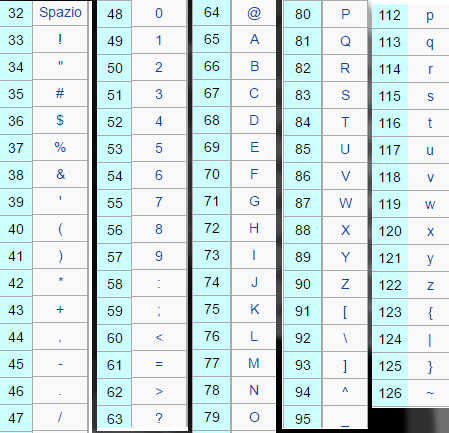 32 Spazio 48 0 64 @ 80 P 112 p
33 ! 49 1 65 A 81 Q 113 q
34 " 50 2 66 B 82 R 114 r
35 # 51 3 67 C 83 S 115 s
36 $ 52 4 68 D 84 T 116 t
37 % 53 5 69 E 85 U 117 u
38 & 54 6 70 F 86 V 118 v
39 ' 55 7 71 G 87 W 119 w
40 ( 56 8 72 H 88 X 120 x
41 ) 57 9 73 I 89 Y 121 y
42 * 58 : 74 J 90 Z 122 z
43 + 59 ; 75 K 91 [ 123 {
44 , 60 < 76 L 92 \ 124 |
45 - 61 = 77 M 93 ] 125 }
46 . 62 > 78 N 94 ^ 126 ~
47 / 63 ? 79 O 95 _